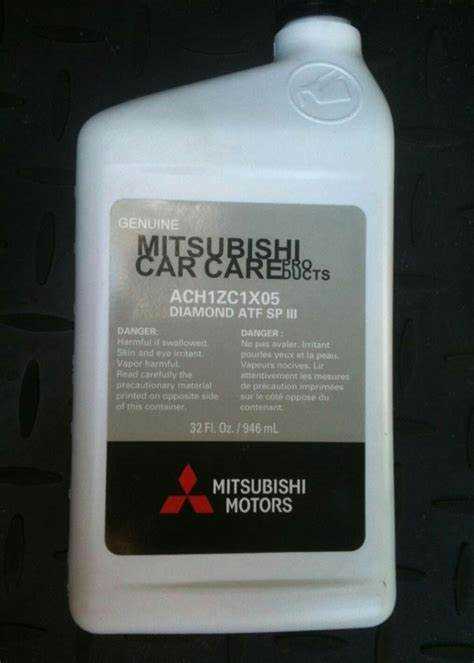 GENUINE
MITSUBISHI
CAR CARE PRO
DUCTS
ACH1ZC1X05
DIAMOND ATF SP III
DANGER:
Harmful if swallowed.
Skin and eye irritant.
Vapor harmful.
Read carefully the
precautionary material
printed on opposite side
of this container.
DANGER:
Ne pas avaler. Irritant
pourles yeux et la peau.
Vapeurs nocives. Lir
attentivement les mesures
de précaution imprimées
sur le côté opposé du
contenant.
32 Fl. Oz. / 946 mL
MITSUBISHI
MOTORS